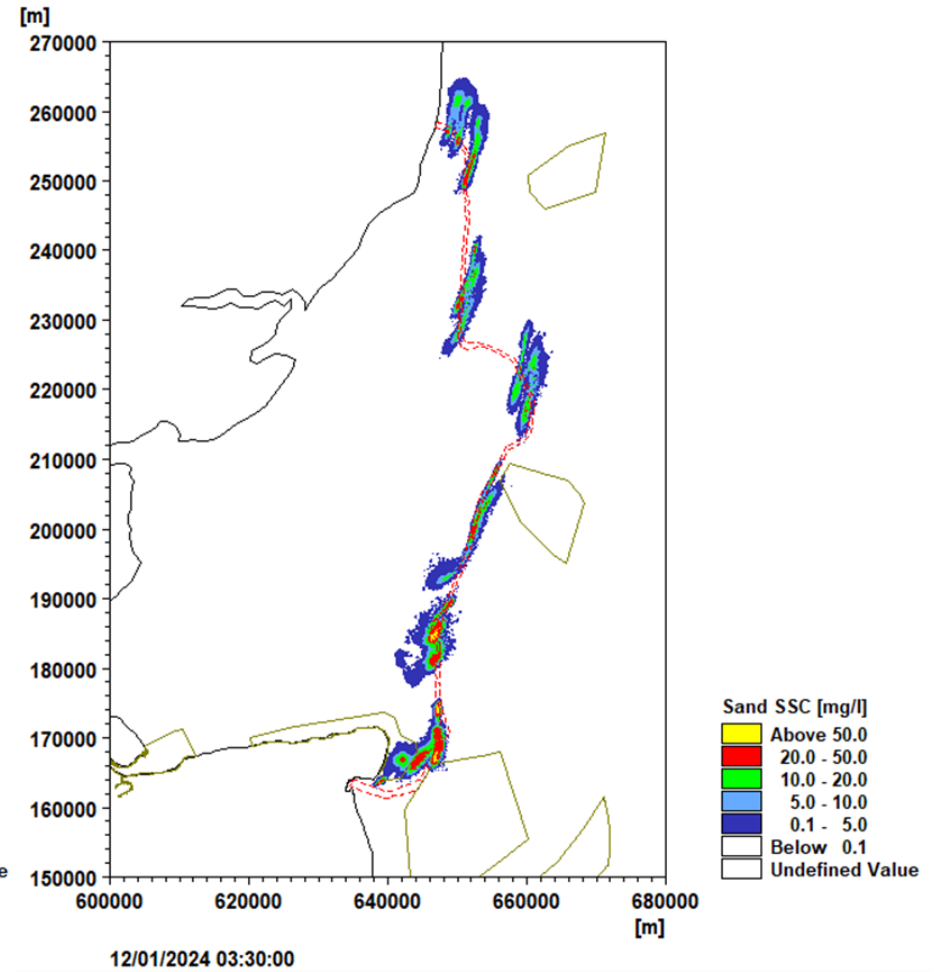 [m]
270000
260000
250000
240000
230000
220000
210000
200000
190000
180000
170000
160000
150000
600000 620000 640000 660000 680000
[m]
12/01/2024 03:30:00
Sand SSC [mg/l]
Above 50.0
20.0 - 50.0
10.0 - 20.0
5.0 - 10.0
0.1 - 5.0
Below 0.1
Undefined Value
e